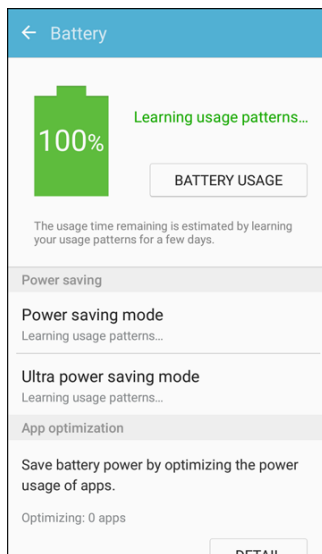 Battery
Learning usage patterns...
100%
BATTERY USAGE
The usage time remaining is estimated by learning
your usage patterns for a few days.
Power saving
Power saving mode
Learning usage patterns...
Ultra power saving mode
Learning usage patterns...
App optimization
Save battery power by optimizing the power
usage of apps.
Optimizing: 0 apps
DETAIL